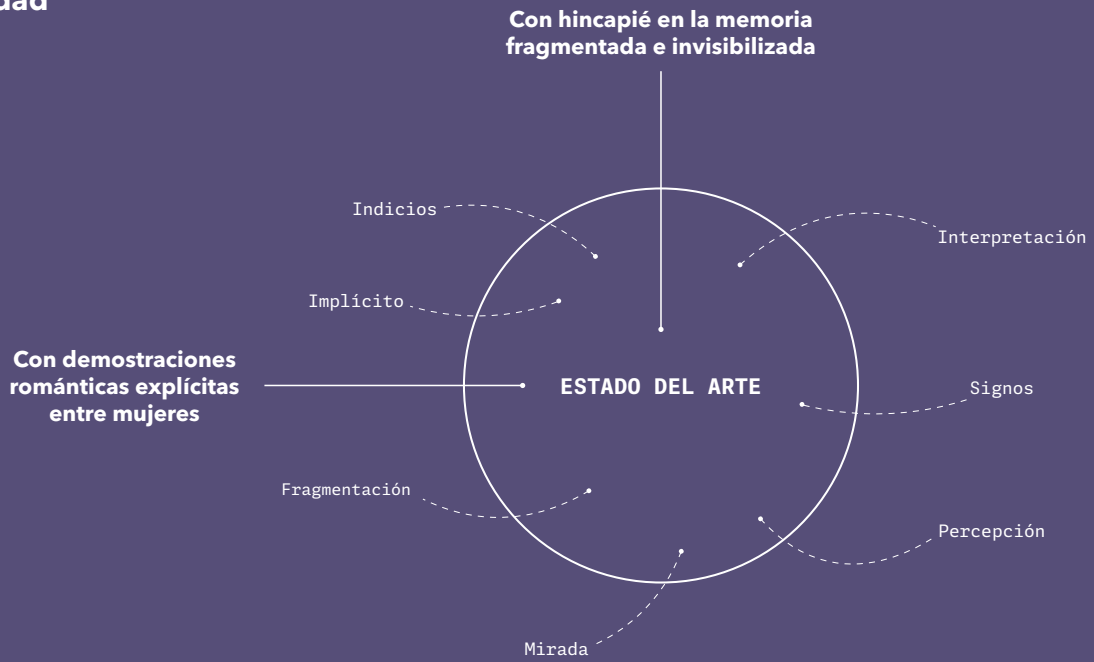 Con hincapié en la memoria
fragmentada e invisibilizada
Indicios
Interpretación
Implícito
Con demostraciones
románticas explícitas
entre mujeres
ESTADO DEL ARTE
Signos
Fragmentación
Percepción
Mirada